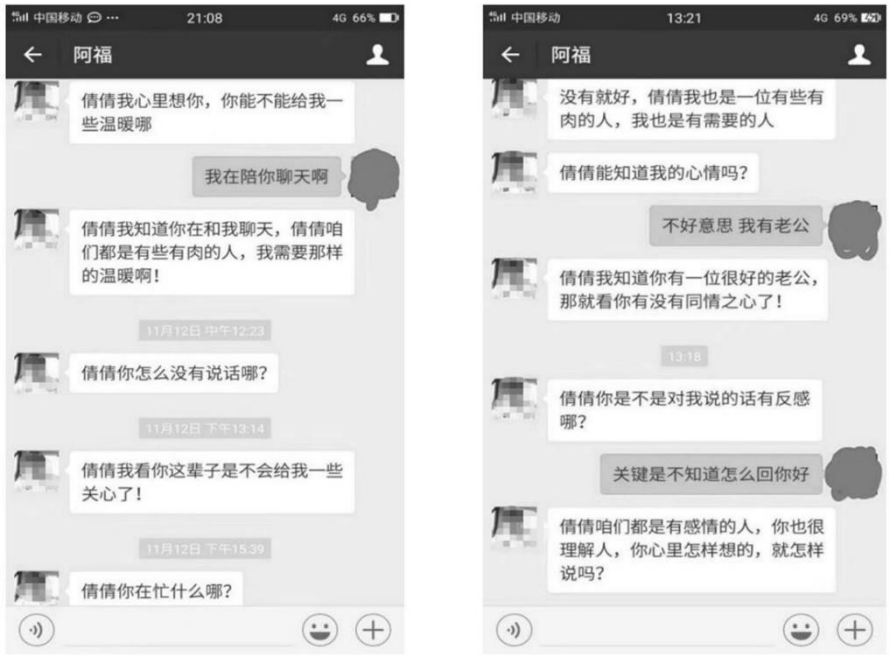 中国移动 21:08 4G 66%
阿福
倩倩我心里想你，你能不能给我一
些温暖哪
我在陪你聊天啊
倩倩我知道你在和我聊天，倩倩咱
们都是有些有肉的人，我需要那样
的温暖啊！
11月12日 中午12:23
倩倩你怎么没有说话哪？
11月12日 下午13:14
倩倩我看你这辈子是不会给我一些
关心了！
11月12日 下午15:39
倩倩你在忙什么哪？
中国移动 13:21 4G 69%
阿福
没有就好，倩倩我也是一位有些有
肉的人，我也是有需要的人
倩倩能知道我的心情吗？
不好意思 我有老公
倩倩我知道你有一位很好的老公，
那就看你有没有同情之心了！
13:18
倩倩你是不是对我说的话有反感
哪？
关键是不知道怎么回你好
倩倩咱们都是有感情的人，你也很
理解人，你心里怎样想的，就怎样
说吗？